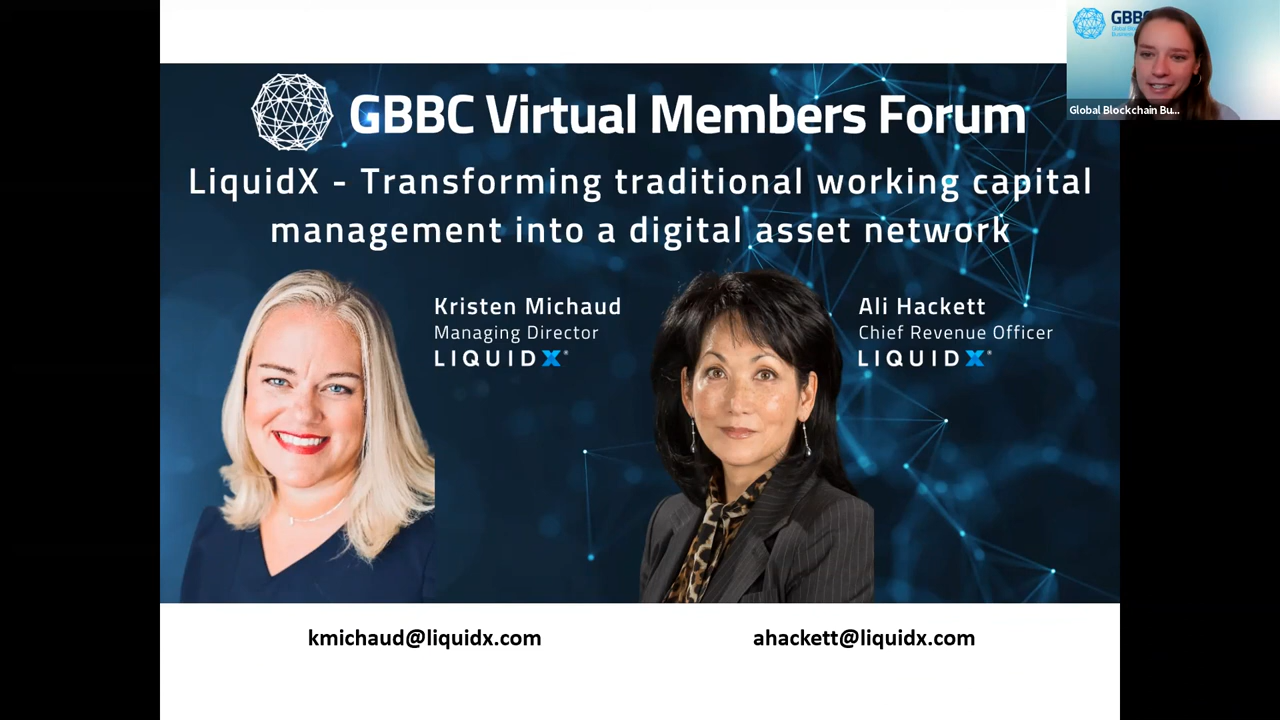 GBBC Virtual Members Forum
LiquidX - Transforming traditional working capital
management into a digital asset network
Kristen Michaud
Managing Director
LIQUIDX®
Ali Hackett
Chief Revenue Officer
LIQUIDX®
kmichaud@liquidx.com
ahackett@liquidx.com
GBBC
Global Blockchain Bu...